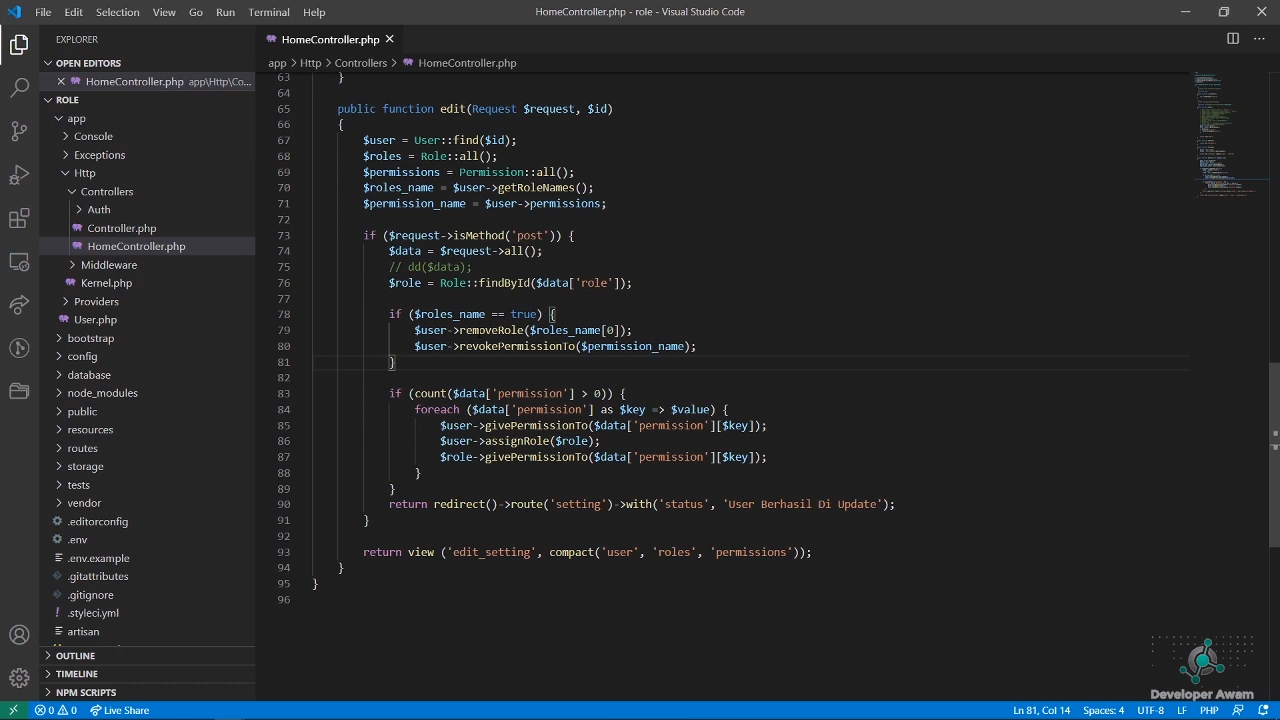 File Edit Selection View Go Run Terminal Help
HomeController.php - role - Visual Studio Code
EXPLORER
OPEN EDITORS
HomeController.php app\Http\Co...
ROLE
app
Console
Exceptions
Http
Controllers
Auth
Controller.php
HomeController.php
Middleware
Kernel.php
Providers
User.php
bootstrap
config
database
node_modules
public
resources
routes
storage
tests
vendor
.editorconfig
.env
.env.example
.gitattributes
.gitignore
.styleci.yml
artisan
OUTLINE
TIMELINE
NPM SCRIPTS
HomeController.php
app > Http > Controllers > HomeController.php
63 }
64
65 public function edit(Request $request, $id)
66 {
67 $user = User::find($id);
68 $roles = Role::all();
69 $permissions = Permission::all();
70 $roles_name = $user->getRoleNames();
71 $permission_name = $user->permissions;
72
73 if ($request->isMethod('post')) {
74 $data = $request->all();
75 // dd($data);
76 $role = Role::findById($data['role']);
77
78 if ($roles_name == true) {
79 $user->removeRole($roles_name[0]);
80 $user->revokePermissionTo($permission_name);
81 }
82
83 if (count($data['permission'] > 0)) {
84 foreach ($data['permission'] as $key => $value) {
85 $user->givePermissionTo($data['permission'][$key]);
86 $user->assignRole($role);
87 $role->givePermissionTo($data['permission'][$key]);
88 }
89 }
90 return redirect()->route('setting')->with('status', 'User Berhasil Di Update');
91 }
92
93 return view ('edit_setting', compact('user', 'roles', 'permissions'));
94 }
95 }
96
Developer Awam
0 0 Live Share
Ln 81, Col 14 Spaces: 4 UTF-8 LF PHP